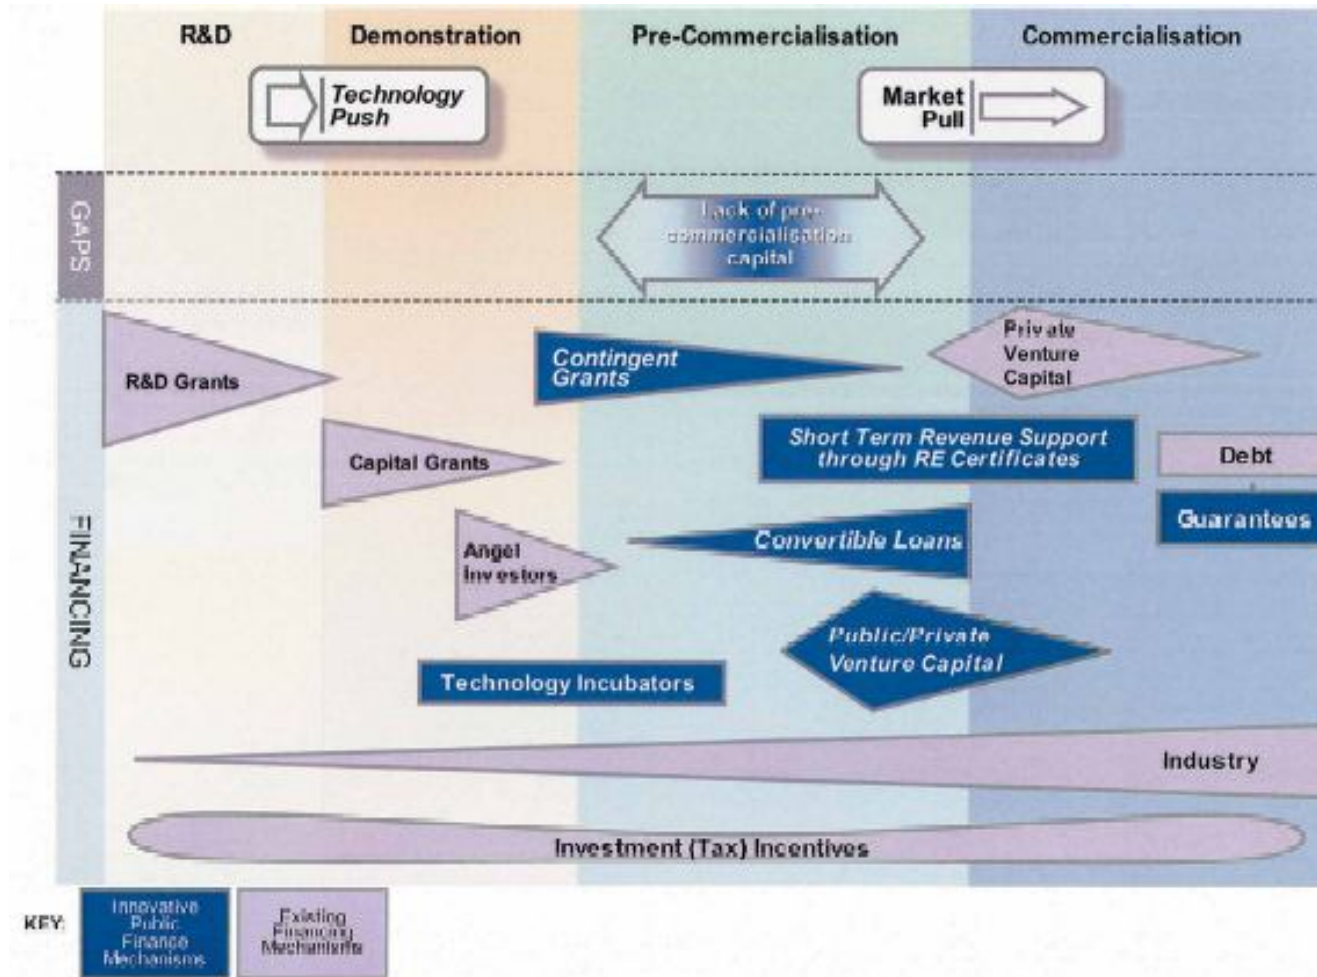 R&D
Demonstration
Pre-Commercialisation
Commercialisation
Technology
Push
Market
Pull
GAPS
Lack of pre-
commercialisation
capital
FINANCING
R&D Grants
Contingent
Grants
Private
Venture
Capital
Capital Grants
Short Term Revenue Support
through RE Certificates
Debt
Guarantees
Angel
Investors
Convertible Loans
Public/Private
Venture Capital
Technology Incubators
Industry
Investment (Tax) Incentives
KEY:
Innovative
Public
Finance
Mechanisms
Existing
Financing
Mechanisms